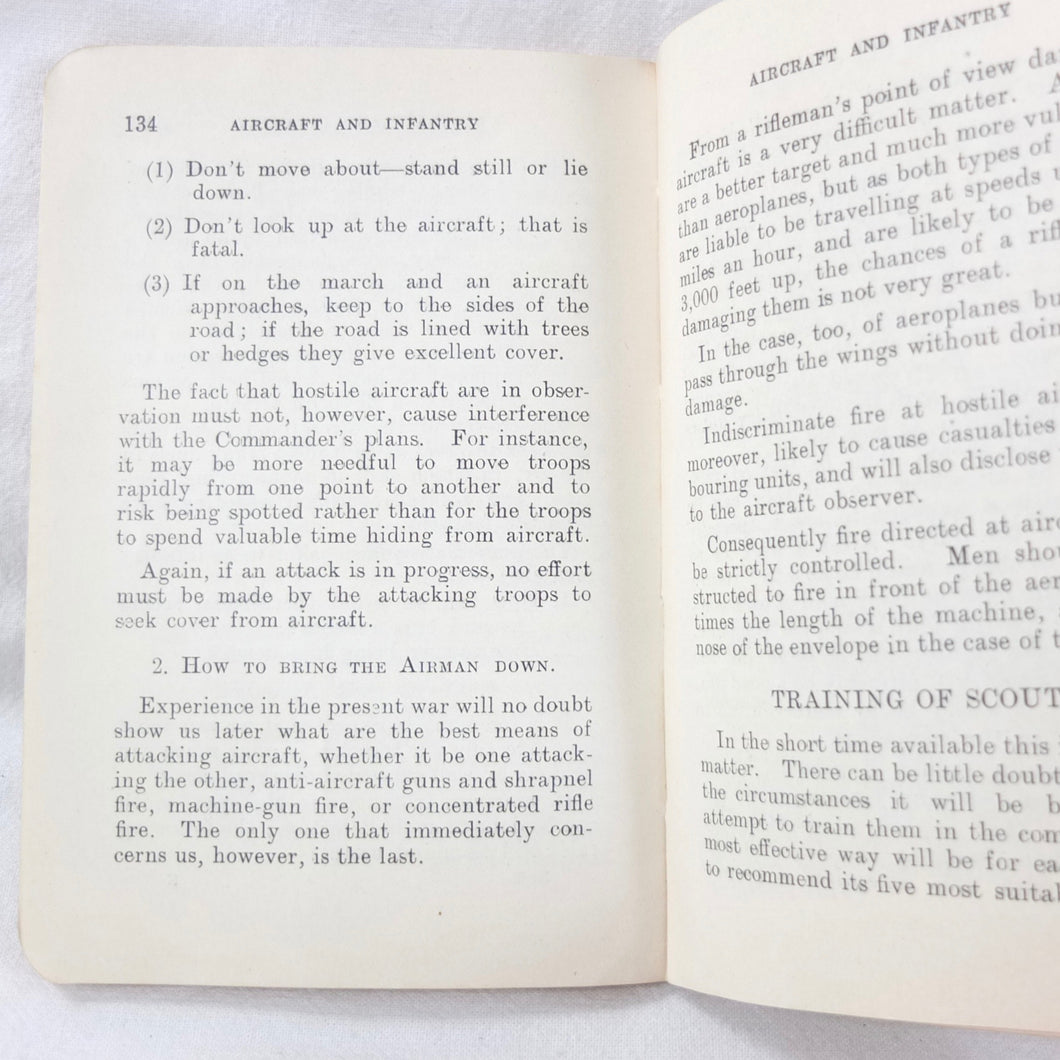 134 AIRCRAFT AND INFANTRY
(1) Don't move about—stand still or lie
down.
(2) Don't look up at the aircraft; that is
fatal.
(3) If on the march and an aircraft
approaches, keep to the sides of the
road; if the road is lined with trees
or hedges they give excellent cover.
The fact that hostile aircraft are in obser-
vation must not, however, cause interference
with the Commander's plans. For instance,
it may be more needful to move troops
rapidly from one point to another and to
risk being spotted rather than for the troops
to spend valuable time hiding from aircraft.
Again, if an attack is in progress, no effort
must be made by the attacking troops to
seek cover from aircraft.
2. How to bring the Airman down.
Experience in the present war will no doubt
show us later what are the best means of
attacking aircraft, whether it be one attack-
ing the other, anti-aircraft guns and shrapnel
fire, machine-gun fire, or concentrated rifle
fire. The only one that immediately con-
cerns us, however, is the last.
AIRCRAFT AND INFANTRY
From a rifleman's point of view
aircraft is a very difficult matter.
are a better target and much more
than aeroplanes, but as both types of
are liable to be travelling at speeds
miles an hour, and are likely to be
3,000 feet up, the chances of a
damaging them is not very great.
In the case, too, of aeroplanes
pass through the wings without
damage.
Indiscriminate fire at hostile
moreover, likely to cause casualties
bouring units, and will also disclose
to the aircraft observer.
Consequently fire directed at
be strictly controlled. Men
structed to fire in front of the
times the length of the machine,
nose of the envelope in the case of
TRAINING OF SCOUT
In the short time available this
matter. There can be little doubt
the circumstances it will be
attempt to train them in the
most effective way will be for
to recommend its five most